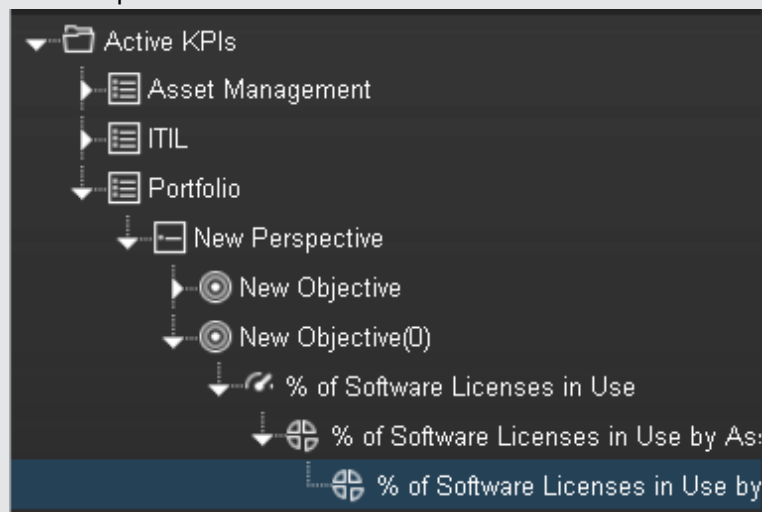 Active KPIs
Asset Management
ITIL
Portfolio
New Perspective
New Objective
New Objective(0)
% of Software Licenses in Use
% of Software Licenses in Use by As
% of Software Licenses in Use by